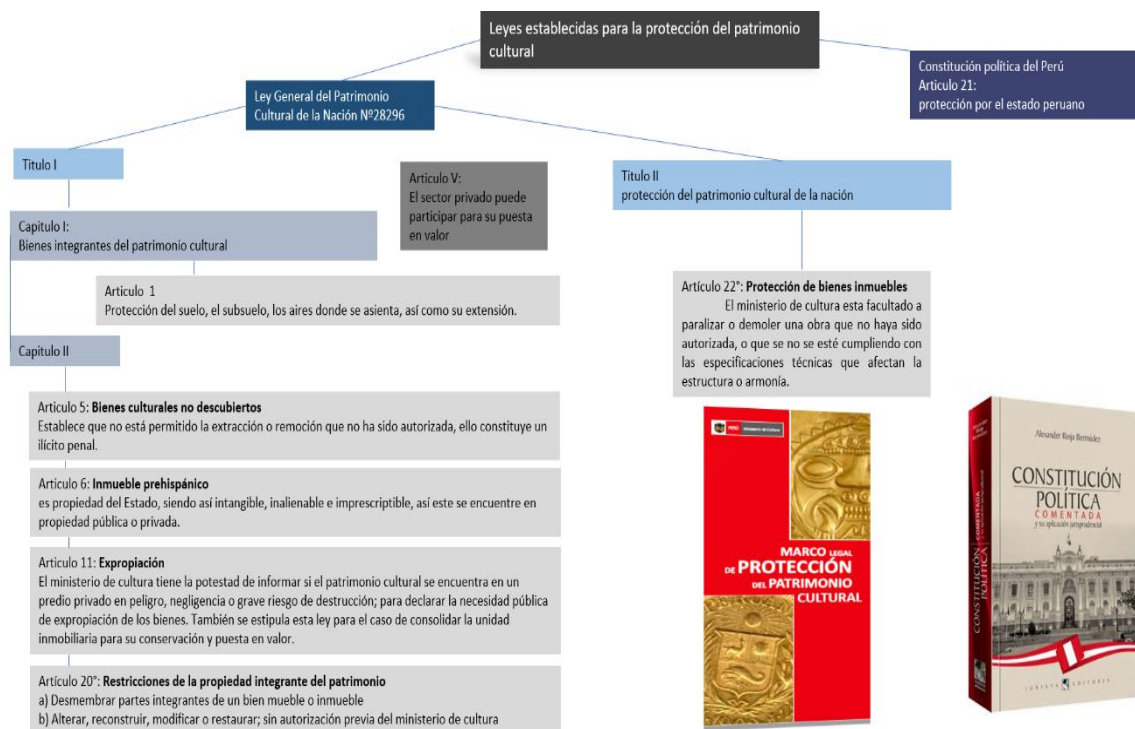 Leyes establecidas para la protección del patrimonio
cultural
Constitución política del Perú
Articulo 21:
protección por el estado peruano
Ley General del Patrimonio
Cultural de la Nación Nº28296
Titulo I
Articulo V:
El sector privado puede
participar para su puesta
en valor
Titulo II
protección del patrimonio cultural de la nación
Capitulo I:
Bienes integrantes del patrimonio cultural
Articulo 1
Protección del suelo, el subsuelo, los aires donde se asienta, así como su extensión.
Capitulo II
Artículo 22°: Protección de bienes inmuebles
El ministerio de cultura esta facultado a
paralizar o demoler una obra que no haya sido
autorizada, o que se no se esté cumpliendo con
las especificaciones técnicas que afectan la
estructura o armonía.
Articulo 5: Bienes culturales no descubiertos
Establece que no está permitido la extracción o remoción que no ha sido autorizada, ello constituye un
ilícito penal.
Articulo 6: Inmueble prehispánico
es propiedad del Estado, siendo así intangible, inalienable e imprescriptible, así este se encuentre en
propiedad pública o privada.
Articulo 11: Expropiación
El ministerio de cultura tiene la potestad de informar si el patrimonio cultural se encuentra en un
predio privado en peligro, negligencia o grave riesgo de destrucción; para declarar la necesidad pública
de expropiación de los bienes. También se estipula esta ley para el caso de consolidar la unidad
inmobiliaria para su conservación y puesta en valor.
Artículo 20°: Restricciones de la propiedad integrante del patrimonio
a) Desmembrar partes integrantes de un bien mueble o inmueble
b) Alterar, reconstruir, modificar o restaurar; sin autorización previa del ministerio de cultura
PERÚ Ministerio de Cultura
MARCO LEGAL
DE PROTECCIÓN
DEL PATRIMONIO
CULTURAL
Alexander Rioja Bermúdez
CONSTITUCIÓN
POLÍTICA
COMENTADA
y su aplicación jurisprudencial
JURISTA EDITORES
CONSTITUCIÓN
POLÍTICA
COMENTADA